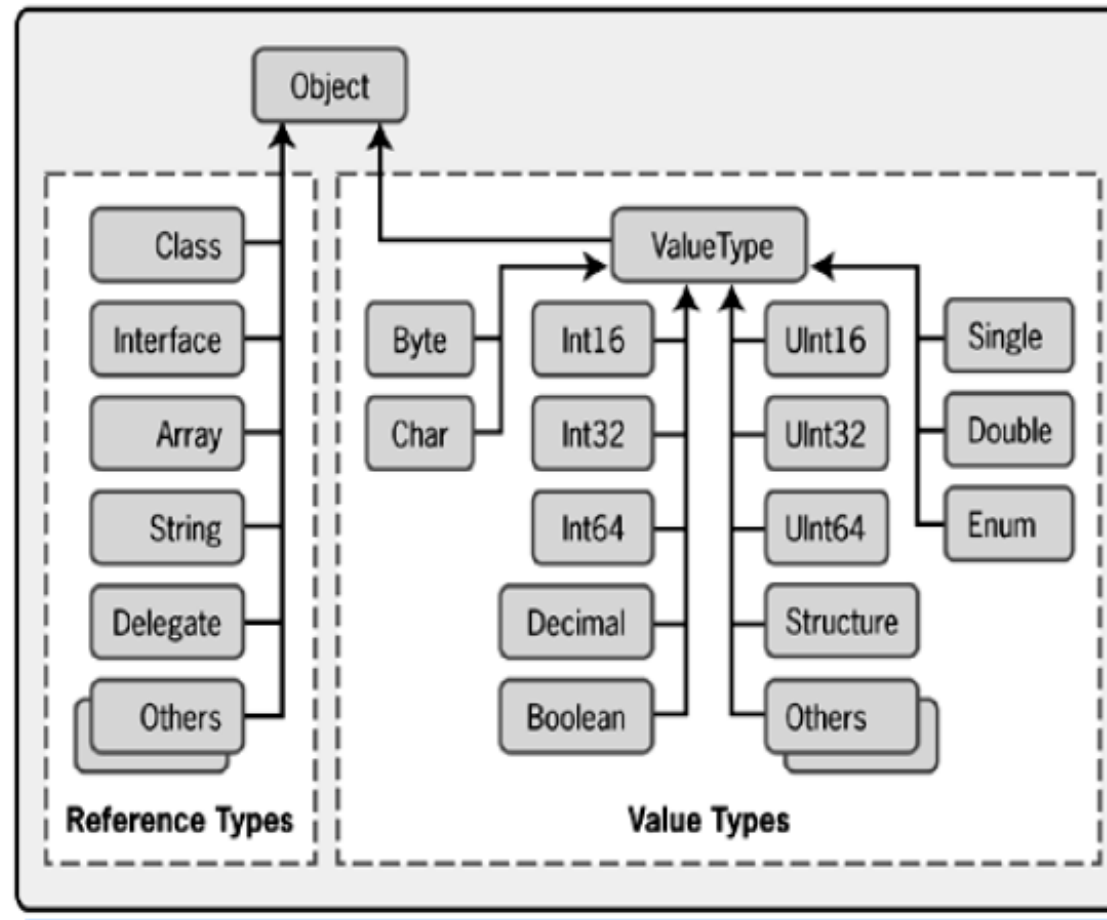 Object
Class
Interface
Array
String
Delegate
Others
Reference Types
ValueType
Byte
Char
Int16
Int32
Int64
Decimal
Boolean
UInt16
UInt32
UInt64
Structure
Others
Single
Double
Enum
Value Types